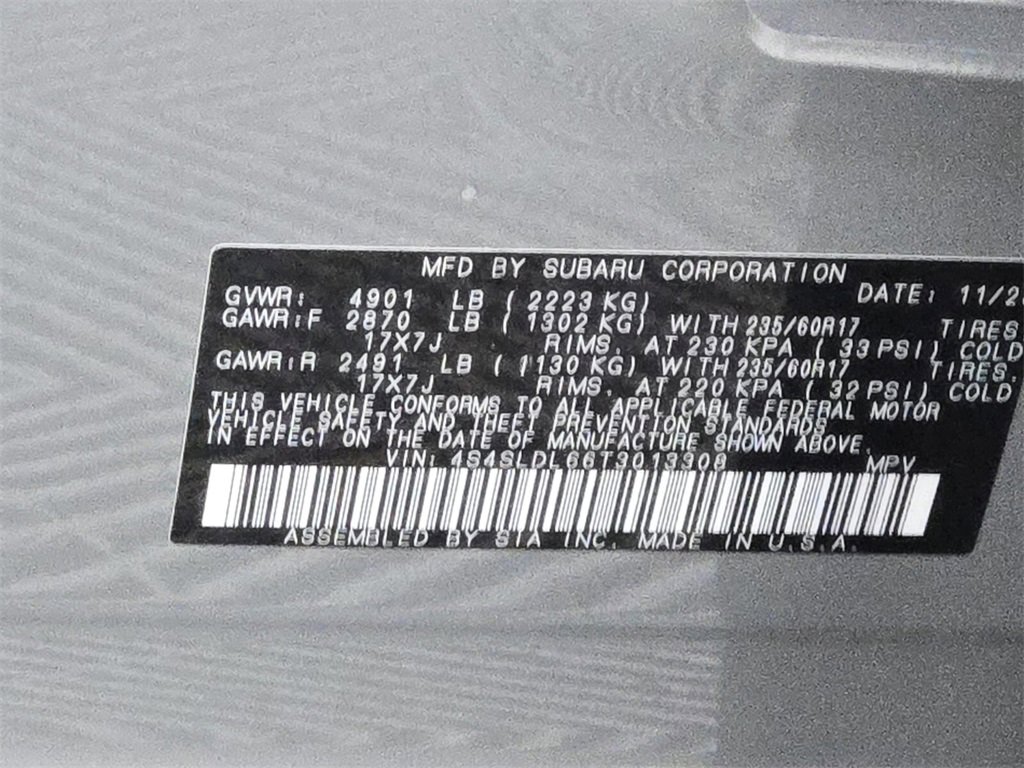 MFD BY SUBARU CORPORATION
DATE: 11/2
GVWR: 4901 LB ( 2223 KG)
GAWR:F 2870 LB ( 1302 KG) WITH 235/60R17 TIRES
17X7J RIMS, AT 230 KPA ( 33 PSI) COLD
GAWR:R 2491 LB ( 1130 KG) WITH 235/60R17 TIRES,
17X7J RIMS, AT 220 KPA ( 32 PSI) COLD
THIS VEHICLE CONFORMS TO ALL APPLICABLE FEDERAL MOTOR
VEHICLE SAFETY AND THEFT PREVENTION STANDARDS
IN EFFECT ON THE DATE OF MANUFACTURE SHOWN ABOVE.
VIN: 4S4SLDL66T3013308 MPV
ASSEMBLED BY SIA INC. MADE IN U.S.A.